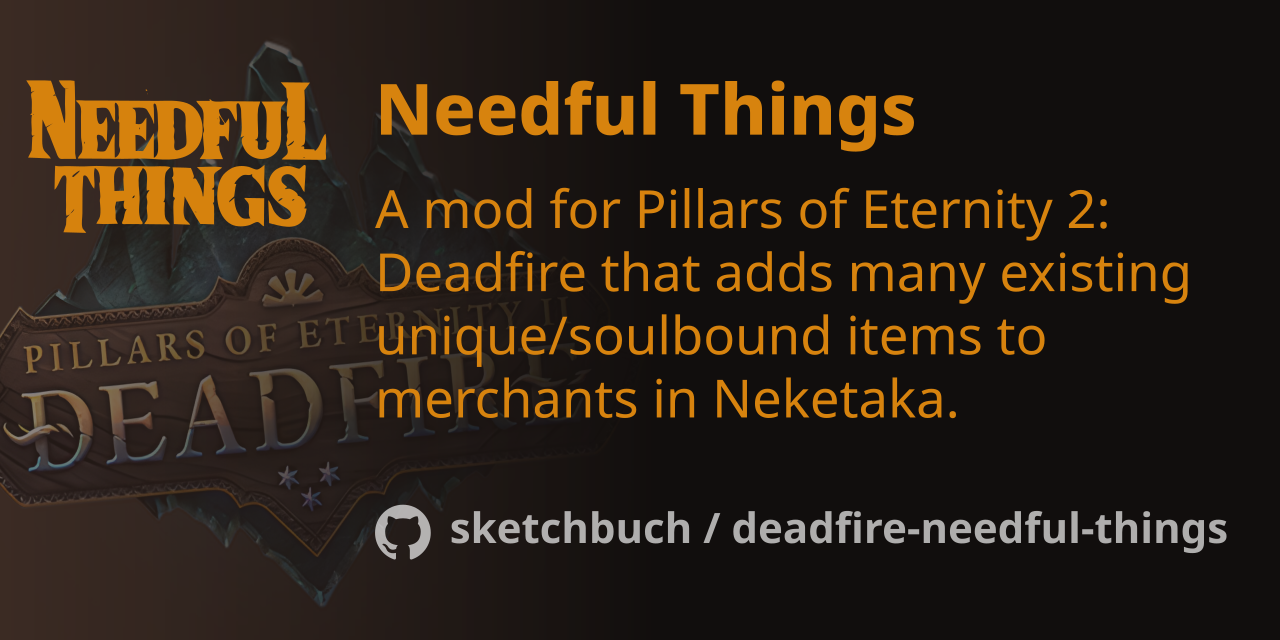 NEEDFUL
THINGS
Needful Things
A mod for Pillars of Eternity 2:
Deadfire that adds many existing
unique/soulbound items to
merchants in Neketaka.
PILLARS OF ETERNITY II
DEADFIRE
sketchbuch / deadfire-needful-things